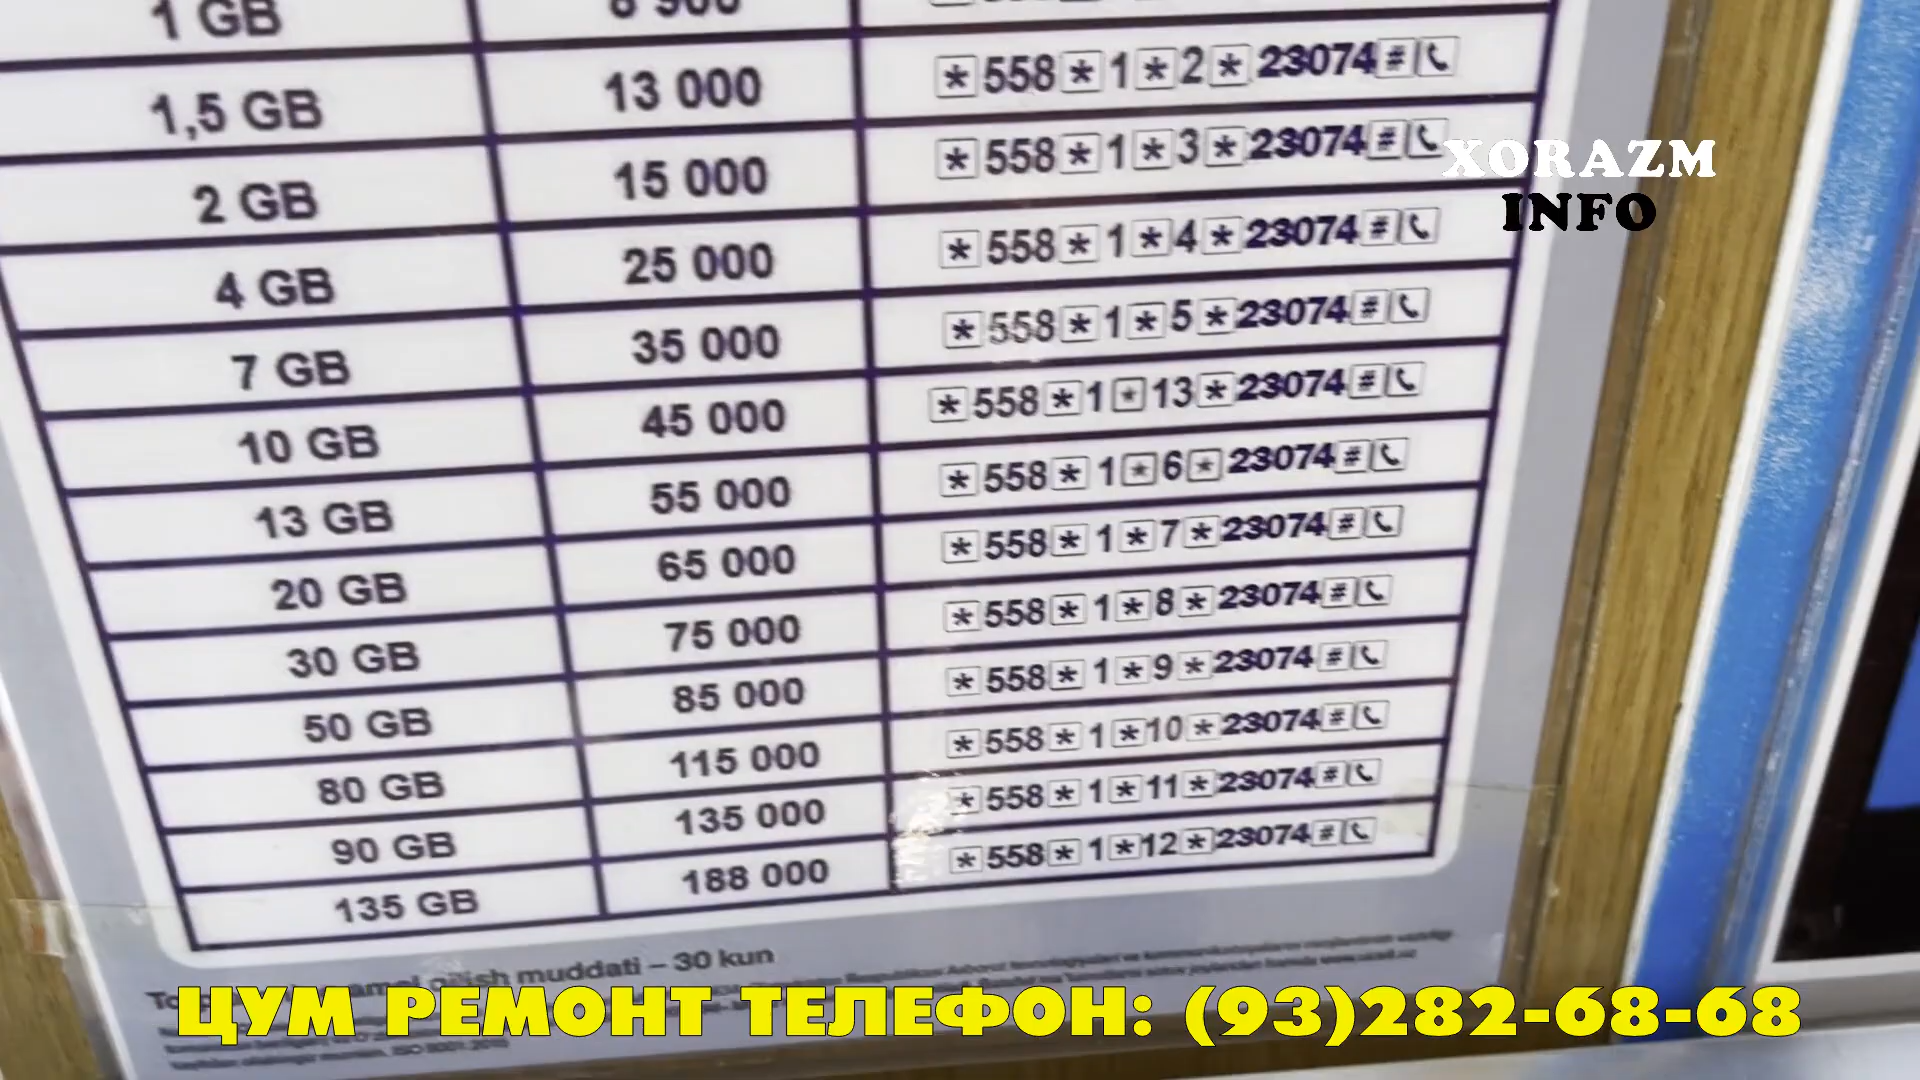 1 GB 8 900
1,5 GB 13 000 *558*1*2*23074#
2 GB 15 000 *558*1*3*23074#
4 GB 25 000 *558*1*4*23074#
7 GB 35 000 *558*1*5*23074#
10 GB 45 000 *558*1*13*23074#
13 GB 55 000 *558*1*6*23074#
20 GB 65 000 *558*1*7*23074#
30 GB 75 000 *558*1*8*23074#
50 GB 85 000 *558*1*9*23074#
80 GB 115 000 *558*1*10*23074#
90 GB 135 000 *558*1*11*23074#
135 GB 188 000 *558*1*12*23074#
XORAZM
INFO
qilish muddati – 30 kun
ЦУМ РЕМОНТ ТЕЛЕФОН: (93)282-68-68